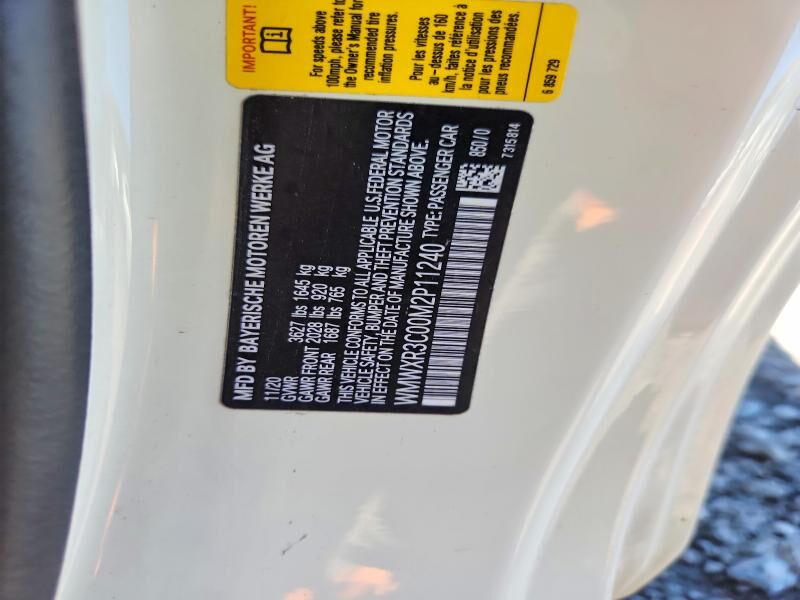 IMPORTANT!
For speeds above
100mph, please refer to
the Owner's Manual for
recommended tire
inflation pressures.
Pour les vitesses
au-dessus de 160
km/h, faites référence à
la notice d'utilisation
pour les pressions des
pneus recommandées.
6 859 729
MFD BY BAYERISCHE MOTOREN WERKE AG
11/20
GVWR 3627 lbs 1645 kg
GAWR FRONT 2028 lbs 920 kg
GAWR REAR 1687 lbs 765 kg
THIS VEHICLE CONFORMS TO ALL APPLICABLE U.S.FEDERAL MOTOR
VEHICLE SAFETY, BUMPER AND THEFT PREVENTION STANDARDS
IN EFFECT ON THE DATE OF MANUFACTURE SHOWN ABOVE.
WMWXR3C00M2P11240 TYPE: PASSENGER CAR
850/0
7315814